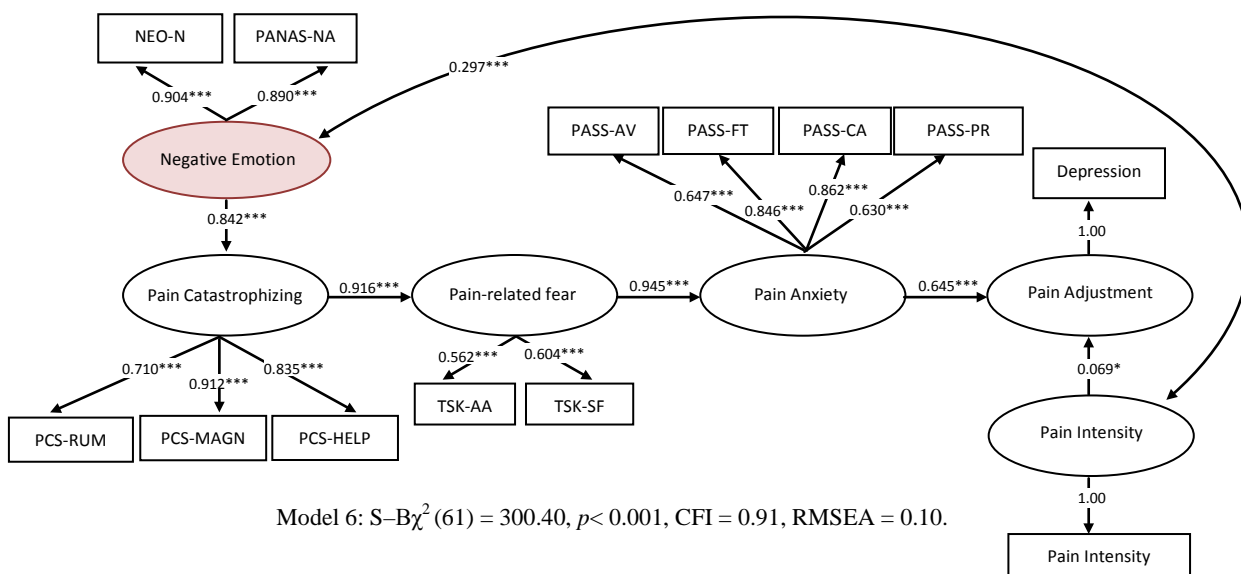 NEO-N
PANAS-NA
0.297***
0.904***
0.890***
PASS-AV
PASS-FT
PASS-CA
PASS-PR
Negative Emotion
Depression
0.647***
0.846***
0.862***
0.630***
0.842***
1.00
Pain Catastrophizing
0.916***
Pain-related fear
0.945***
Pain Anxiety
0.645***
Pain Adjustment
0.710***
0.912***
0.835***
0.562***
0.604***
0.069*
TSK-AA
TSK-SF
PCS-RUM
PCS-MAGN
PCS-HELP
Pain Intensity
1.00
Model 6: S–Bχ² (61) = 300.40, p< 0.001, CFI = 0.91, RMSEA = 0.10.
Pain Intensity